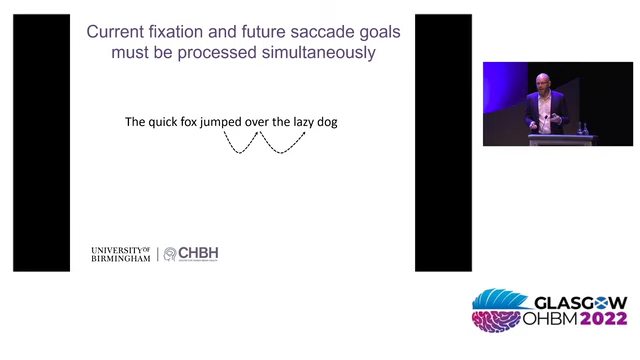 Current fixation and future saccade goals
must be processed simultaneously
The quick fox jumped over the lazy dog
UNIVERSITY OF
BIRMINGHAM
CHBH
GLASGOW
OHBM 2022